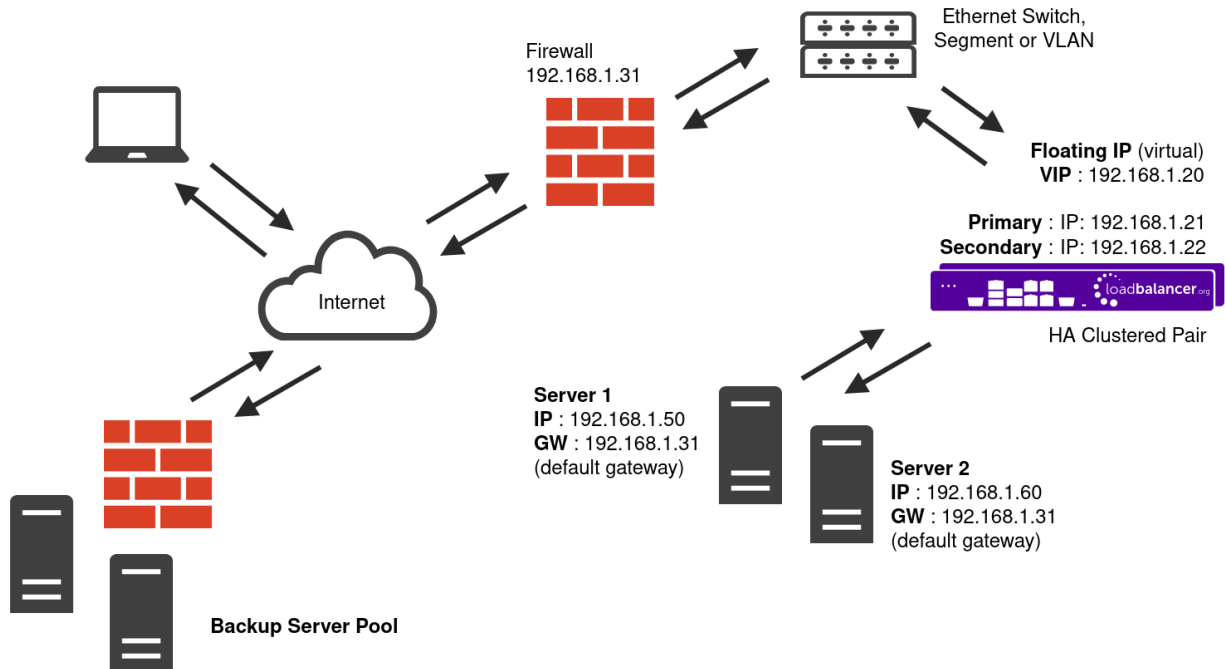 Ethernet Switch,
Segment or VLAN
Firewall
192.168.1.31
Floating IP (virtual)
VIP : 192.168.1.20
Primary : IP: 192.168.1.21
Secondary : IP: 192.168.1.22
loadbalancer.org
HA Clustered Pair
Internet
Server 1
IP : 192.168.1.50
GW : 192.168.1.31
(default gateway)
Server 2
IP : 192.168.1.60
GW : 192.168.1.31
(default gateway)
Backup Server Pool